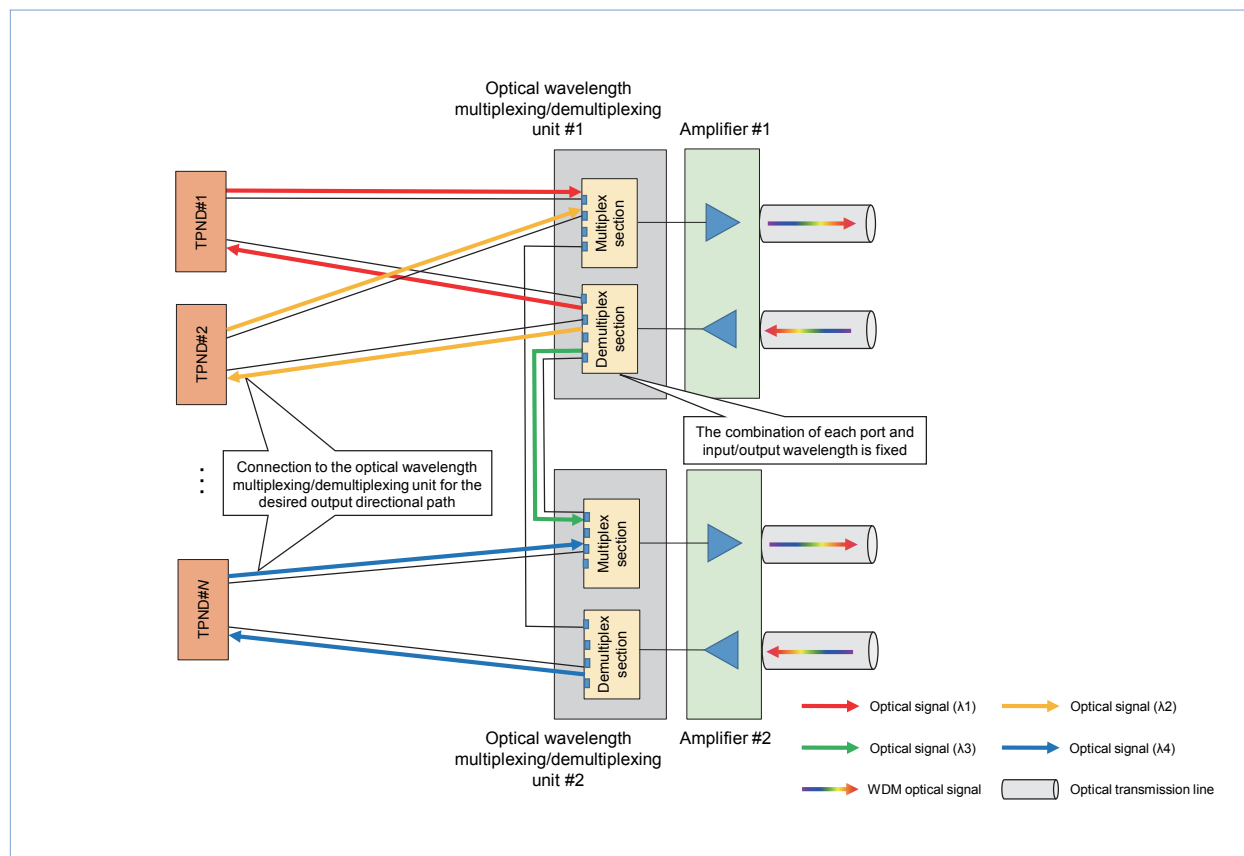 Optical wavelength
multiplexing/demultiplexing
unit #1
Amplifier #1
TPND#1
Multiplex
section
TPND#2
Demultiplex
section
The combination of each port and
input/output wavelength is fixed
Connection to the optical wavelength
multiplexing/demultiplexing unit for the
desired output directional path
Multiplex
section
TPND#N
Demultiplex
section
Optical wavelength
multiplexing/demultiplexing
unit #2
Amplifier #2
Optical signal (λ1)
Optical signal (λ2)
Optical signal (λ3)
Optical signal (λ4)
WDM optical signal
Optical transmission line